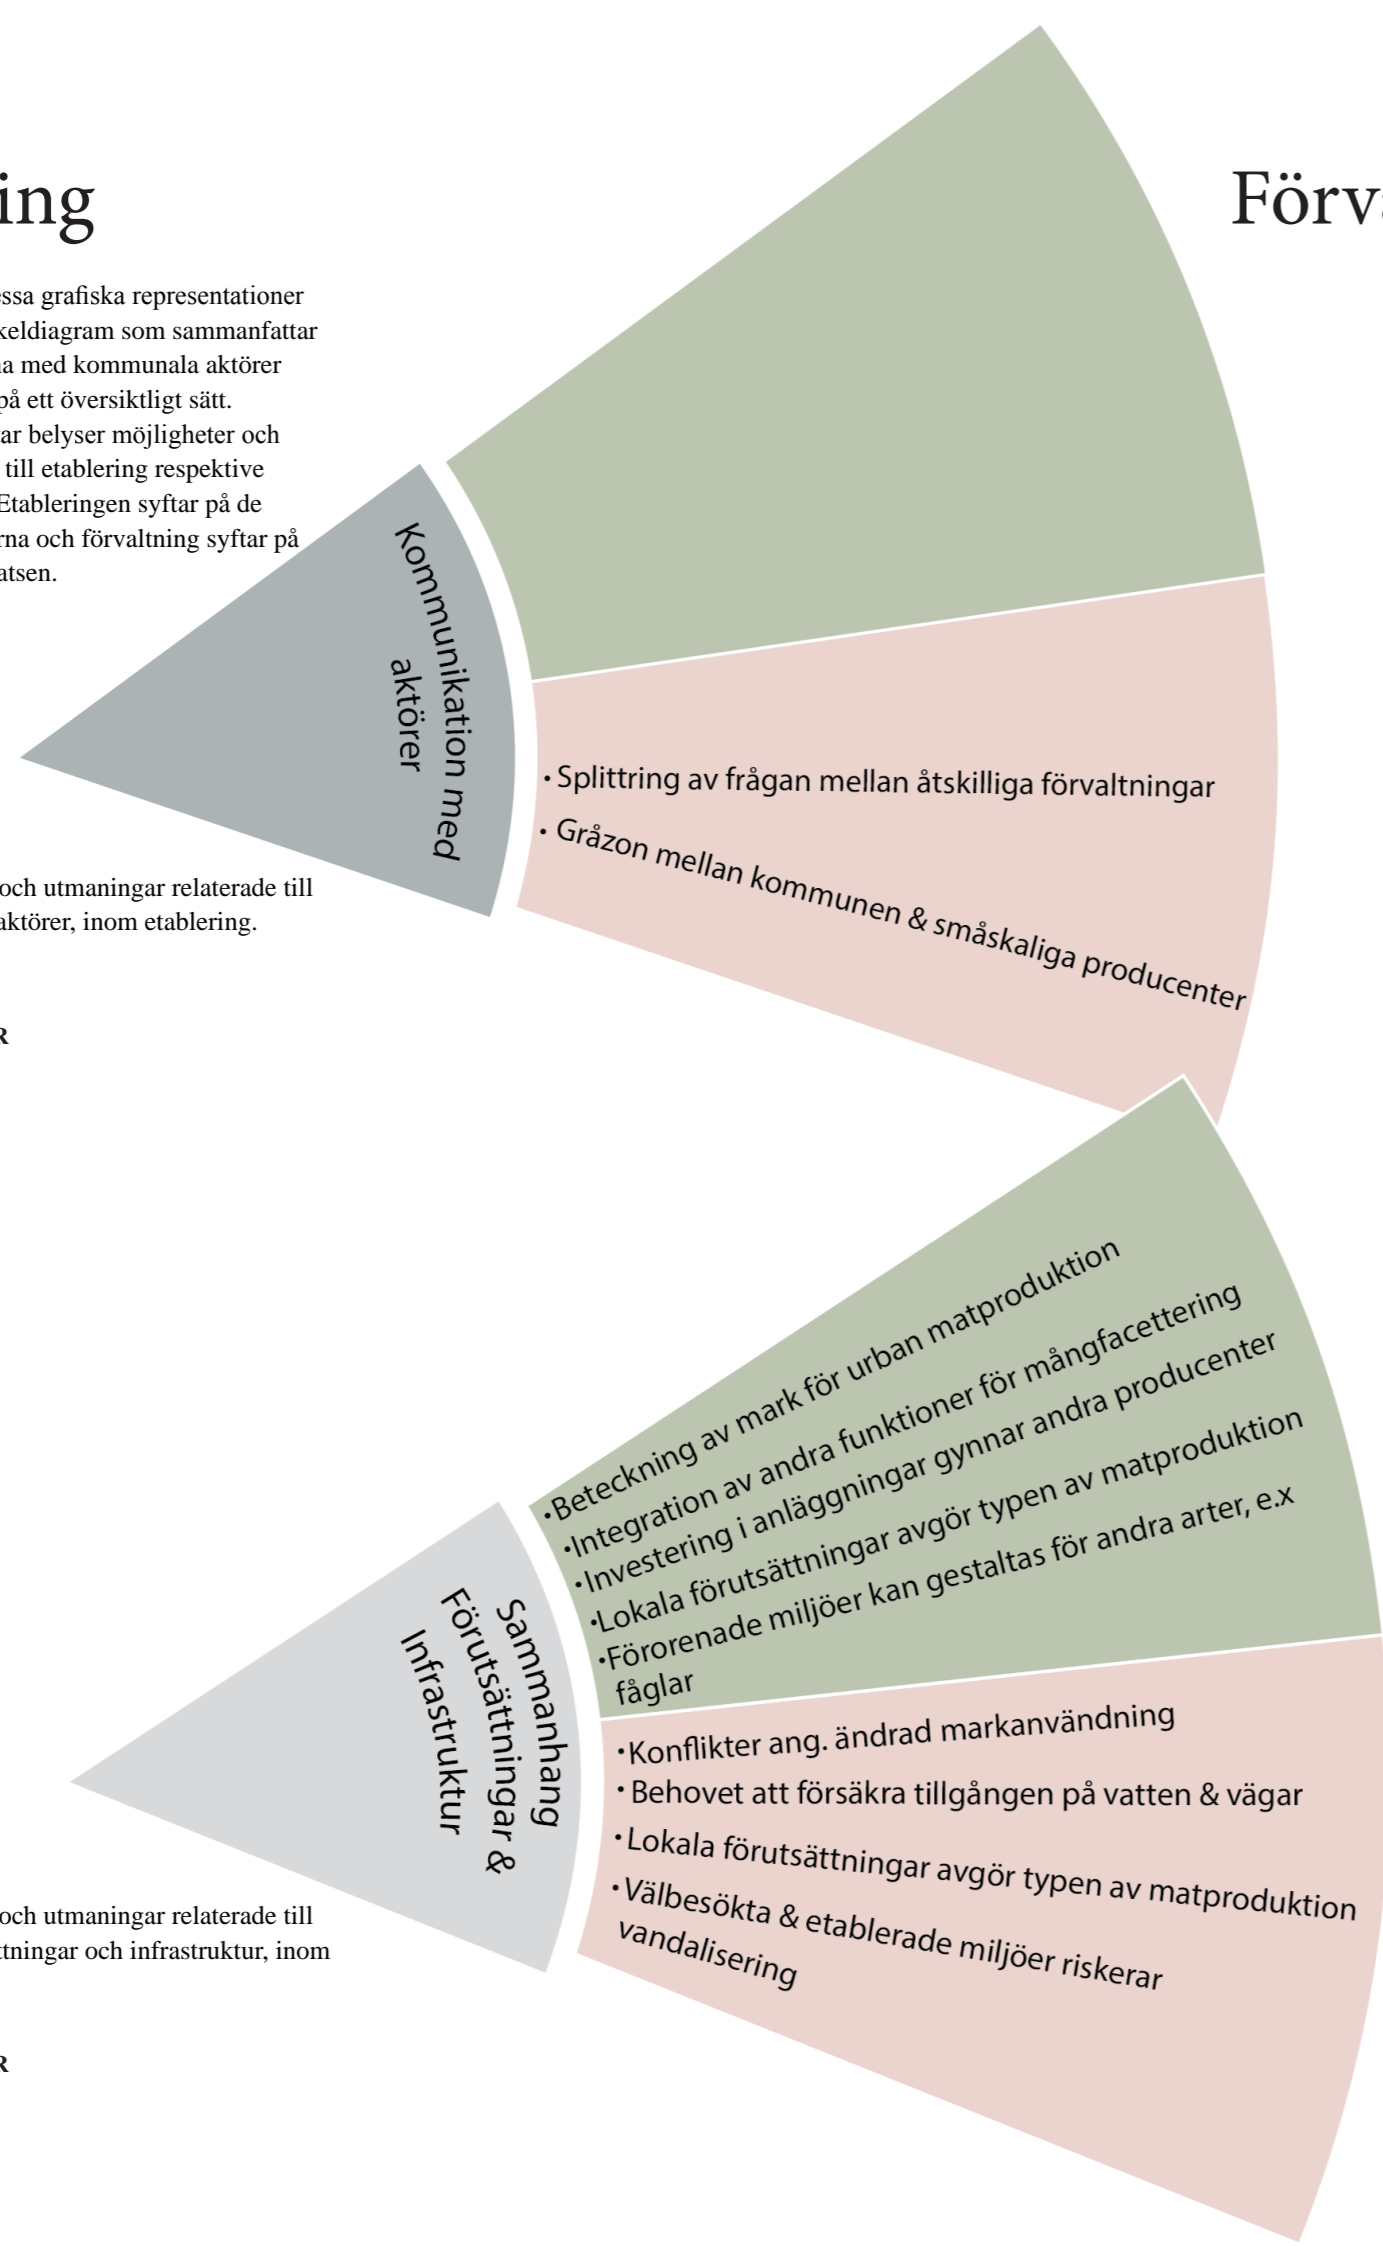 ing
Förv
essa grafiska representationer
keldiagram som sammanfattar
na med kommunala aktörer
på ett översiktligt sätt.
tar belyser möjligheter och
till etablering respektive
Etableringen syftar på de
rna och förvaltning syftar på
atsen.
Kommunikation med
aktörer
• Splittring av frågan mellan åtskilliga förvaltningar
• Gråzon mellan kommunen & småskaliga producenter
och utmaningar relaterade till
aktörer, inom etablering.
R
•Beteckning av mark för urban matproduktion
•Integration av andra funktioner för mångfacettering
•Investering i anläggningar gynnar andra producenter
•Lokala förutsättningar avgör typen av matproduktion
•Förorenade miljöer kan gestaltas för andra arter, e.x
fåglar
Sammanhang
Förutsättningar &
Infrastruktur
•Konflikter ang. ändrad markanvändning
• Behovet att försäkra tillgången på vatten & vägar
•Lokala förutsättningar avgör typen av matproduktion
•Välbesökta & etablerade miljöer riskerar
vandalisering
och utmaningar relaterade till
ttningar och infrastruktur, inom
R